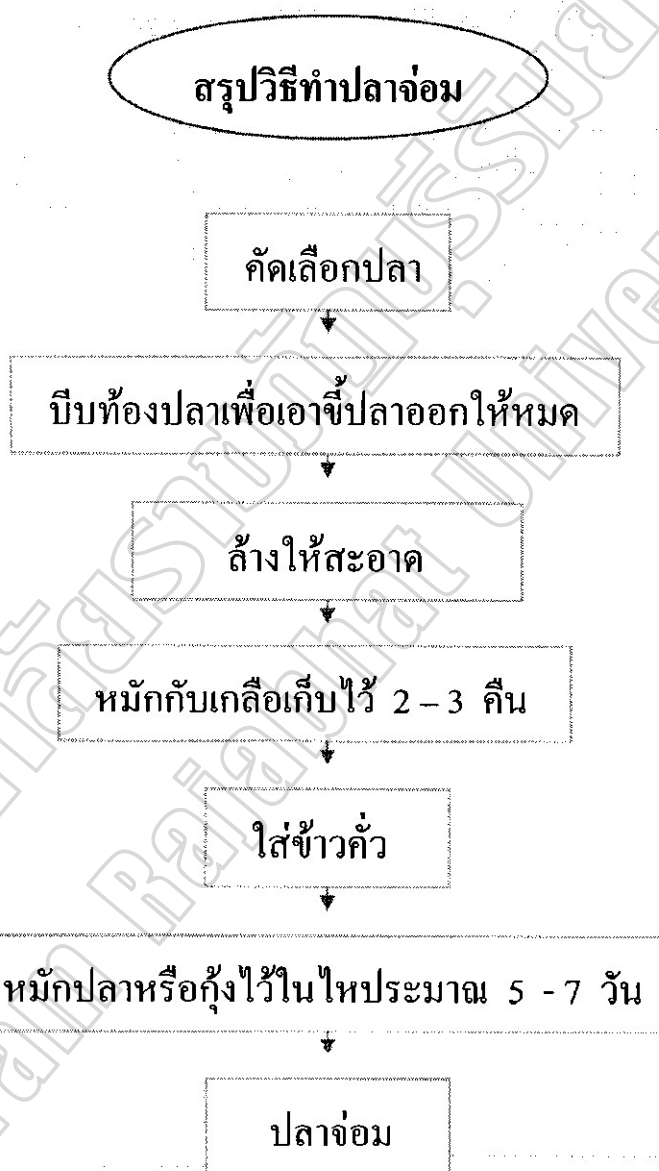 สรุปวิธีทำปลาจ่อม
คัดเลือกปลา
บีบท้องปลาเพื่อเอาขี้ปลาออกให้หมด
ล้างให้สะอาด
หมักกับเกลือเก็บไว้ 2 – 3 คืน
ใส่ข้าวคั่ว
หมักปลาหรือกุ้งไว้ในไหประมาณ 5 - 7 วัน
ปลาจ่อม